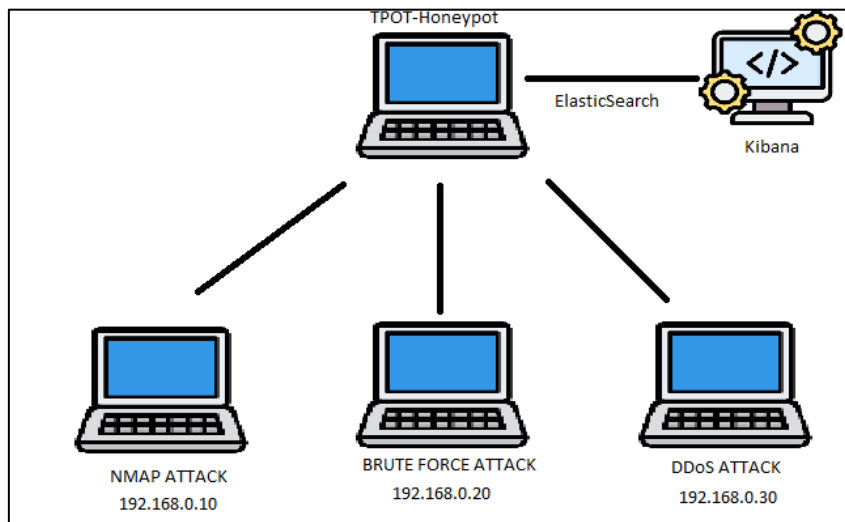 TPOT-Honeypot
</>
ElasticSearch
Kibana
NMAP ATTACK
192.168.0.10
BRUTE FORCE ATTACK
192.168.0.20
DDoS ATTACK
192.168.0.30